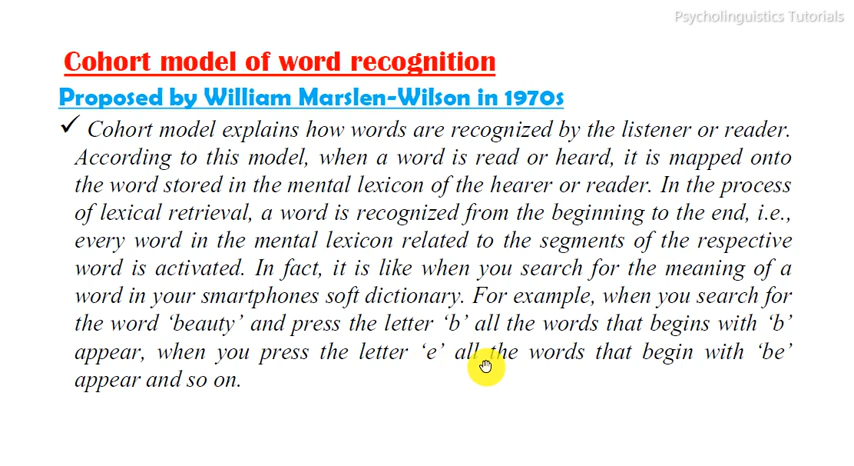 Psycholinguistics Tutorials
Cohort model of word recognition
Proposed by William Marslen-Wilson in 1970s
✓ Cohort model explains how words are recognized by the listener or reader.
According to this model, when a word is read or heard, it is mapped onto
the word stored in the mental lexicon of the hearer or reader. In the process
of lexical retrieval, a word is recognized from the beginning to the end, i.e.,
every word in the mental lexicon related to the segments of the respective
word is activated. In fact, it is like when you search for the meaning of a
word in your smartphones soft dictionary. For example, when you search for
the word ‘beauty’ and press the letter ‘b’ all the words that begins with ‘b’
appear, when you press the letter ‘e’ all the words that begin with ‘be’
appear and so on.